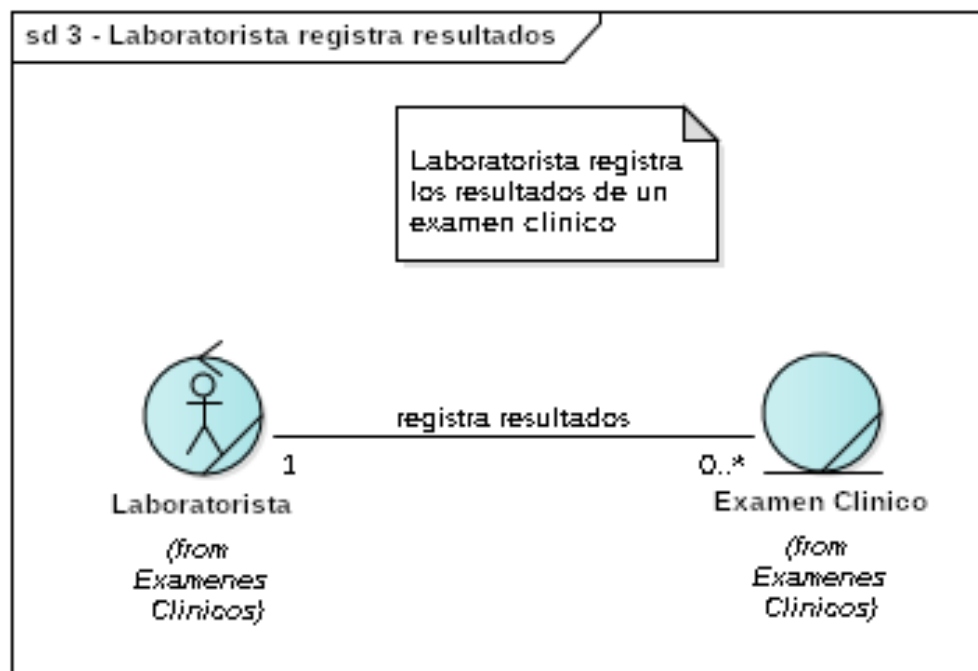 sd 3 - Laboratorista registra resultados
Laboratorista registra
los resultados de un
examen clinico
registra resultados
1
0..*
Laboratorista
(from
Examenes
Clinicos)
Examen Clinico
(from
Examenes
Clinicos)